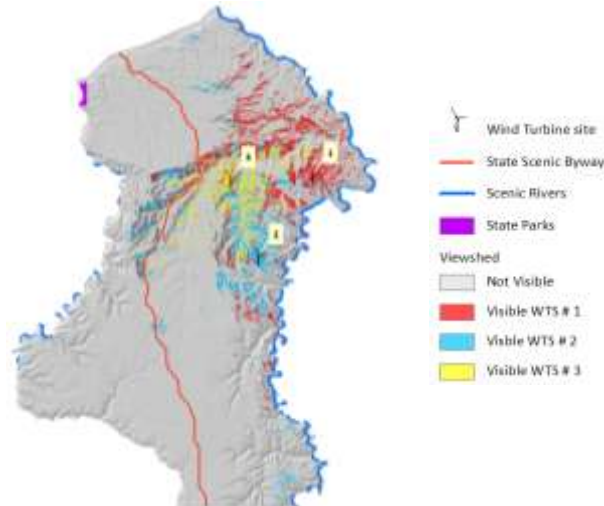 Wind Turbine site
State Scenic Byway
Scenic Rivers
State Parks
Viewshed
Not Visible
Visible WTS # 1
Visble WTS # 2
Visible WTS # 3